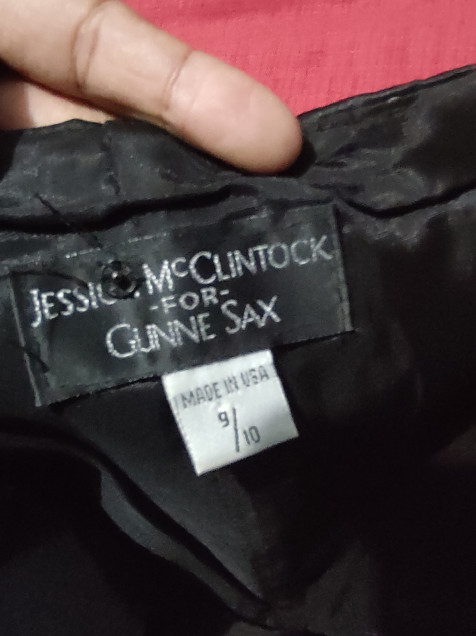 JESSICA McCLINTOCK
-FOR-
GUNNE SAX
MADE IN USA
9/10